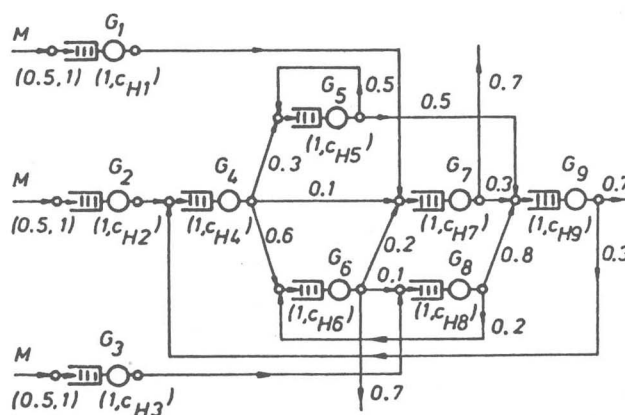 M
G1
(0.5, 1)
(1,cH1)
G5
0.5
0.7
0.5
(1,cH5)
0.3
M
G2
G4
0.1
G7
0.3
G9
0.7
(0.5, 1)
(1,cH2)
(1,cH4)
(1,cH7)
(1,cH9)
0.6
0.2
0.8
0.3
G6
0.1
G8
(1,cH6)
(1,cH8)
0.2
M
G3
0.7
(0.5,1)
(1,cH3)